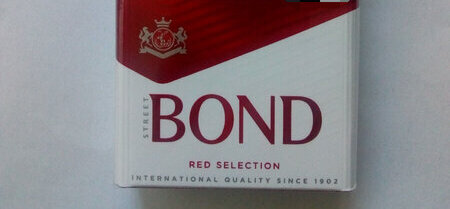 STREET
BOND
RED SELECTION
INTERNATIONAL QUALITY SINCE 1902